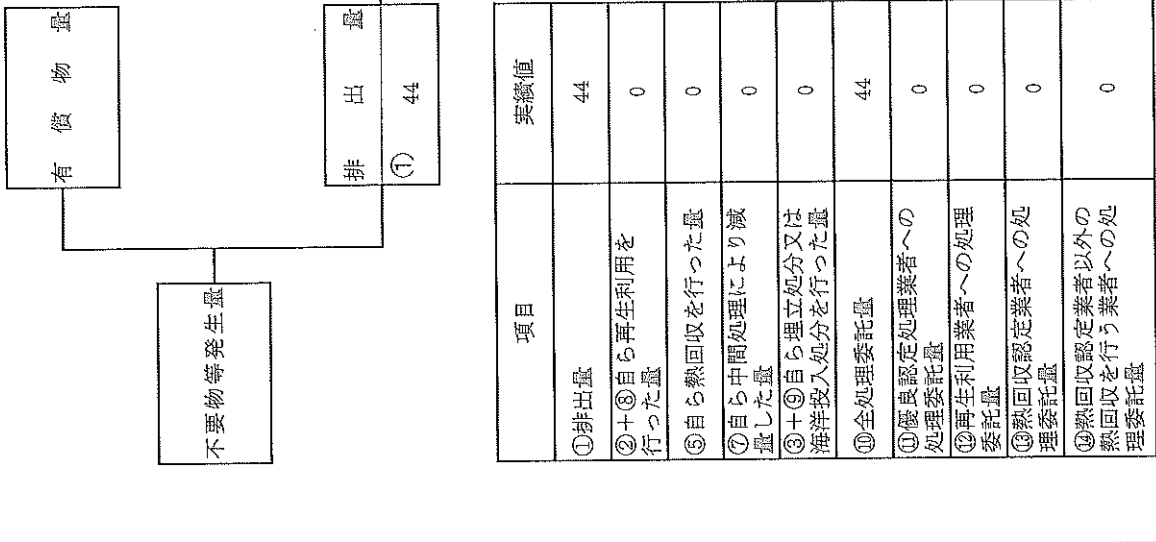 有償物量
不要物等発生量
排出量
① 44
項目 実績値
①排出量 44
②+⑧自ら再生利用を
行った量 0
⑤自ら熱回収を行った量 0
⑦自ら中間処理により減
量した量 0
③+⑨自ら埋立処分又は
海洋投入処分を行った量 0
⑩全処理委託量 44
⑪優良認定処理業者への
処理委託量 0
⑫再生利用業者への処理
委託量 0
⑬熱回収認定業者への処
理委託量 0
⑭熱回収認定業者以外の
熱回収を行う業者への処
理委託量 0